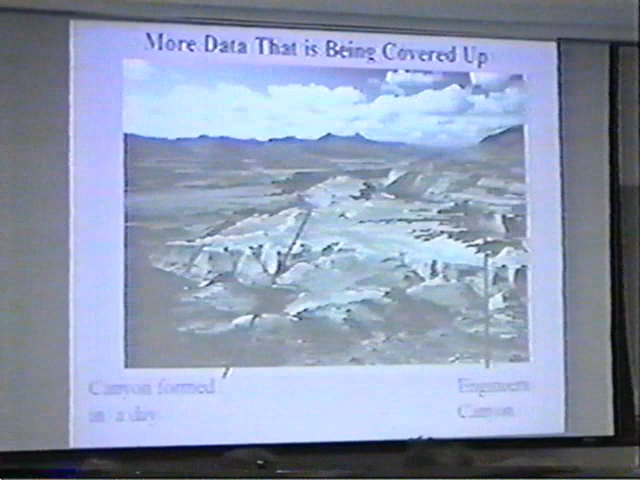 More Data That is Being Covered Up
Canyon formed
in a day
Engineers
Canyon